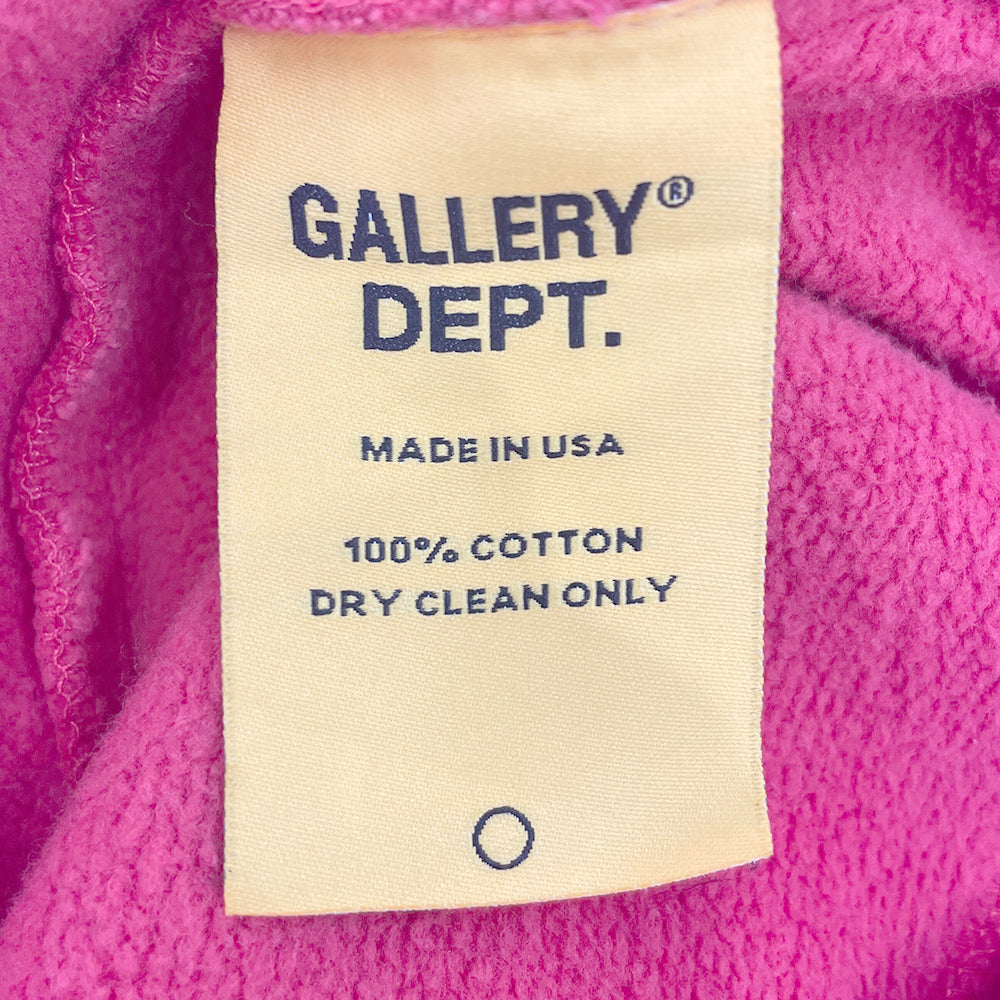 GALLERY®
DEPT.
MADE IN USA
100% COTTON
DRY CLEAN ONLY